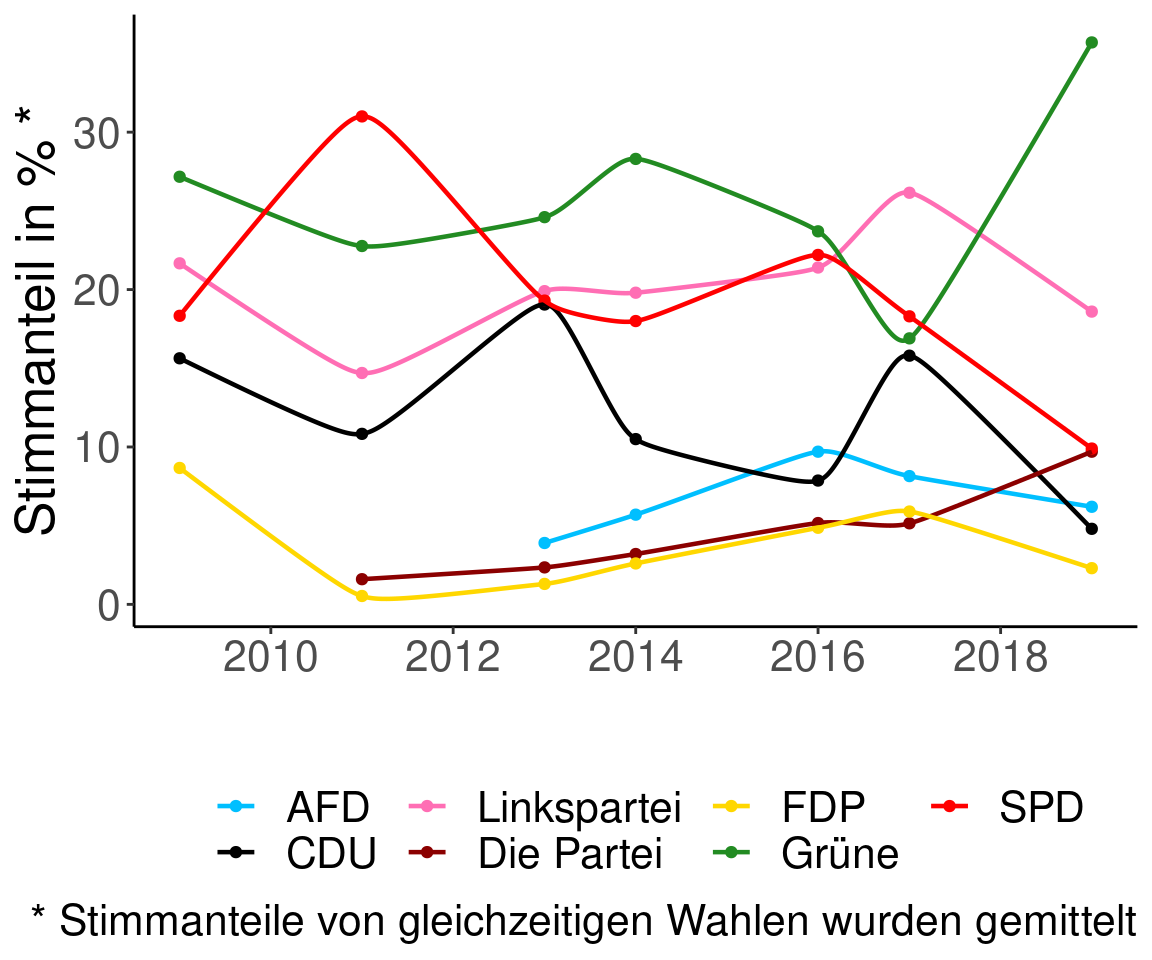 Stimmanteil in % *
30
20
10
0
2010 2012 2014 2016 2018
AFD Linkspartei FDP SPD
CDU Die Partei Grüne
* Stimmanteile von gleichzeitigen Wahlen wurden gemittelt